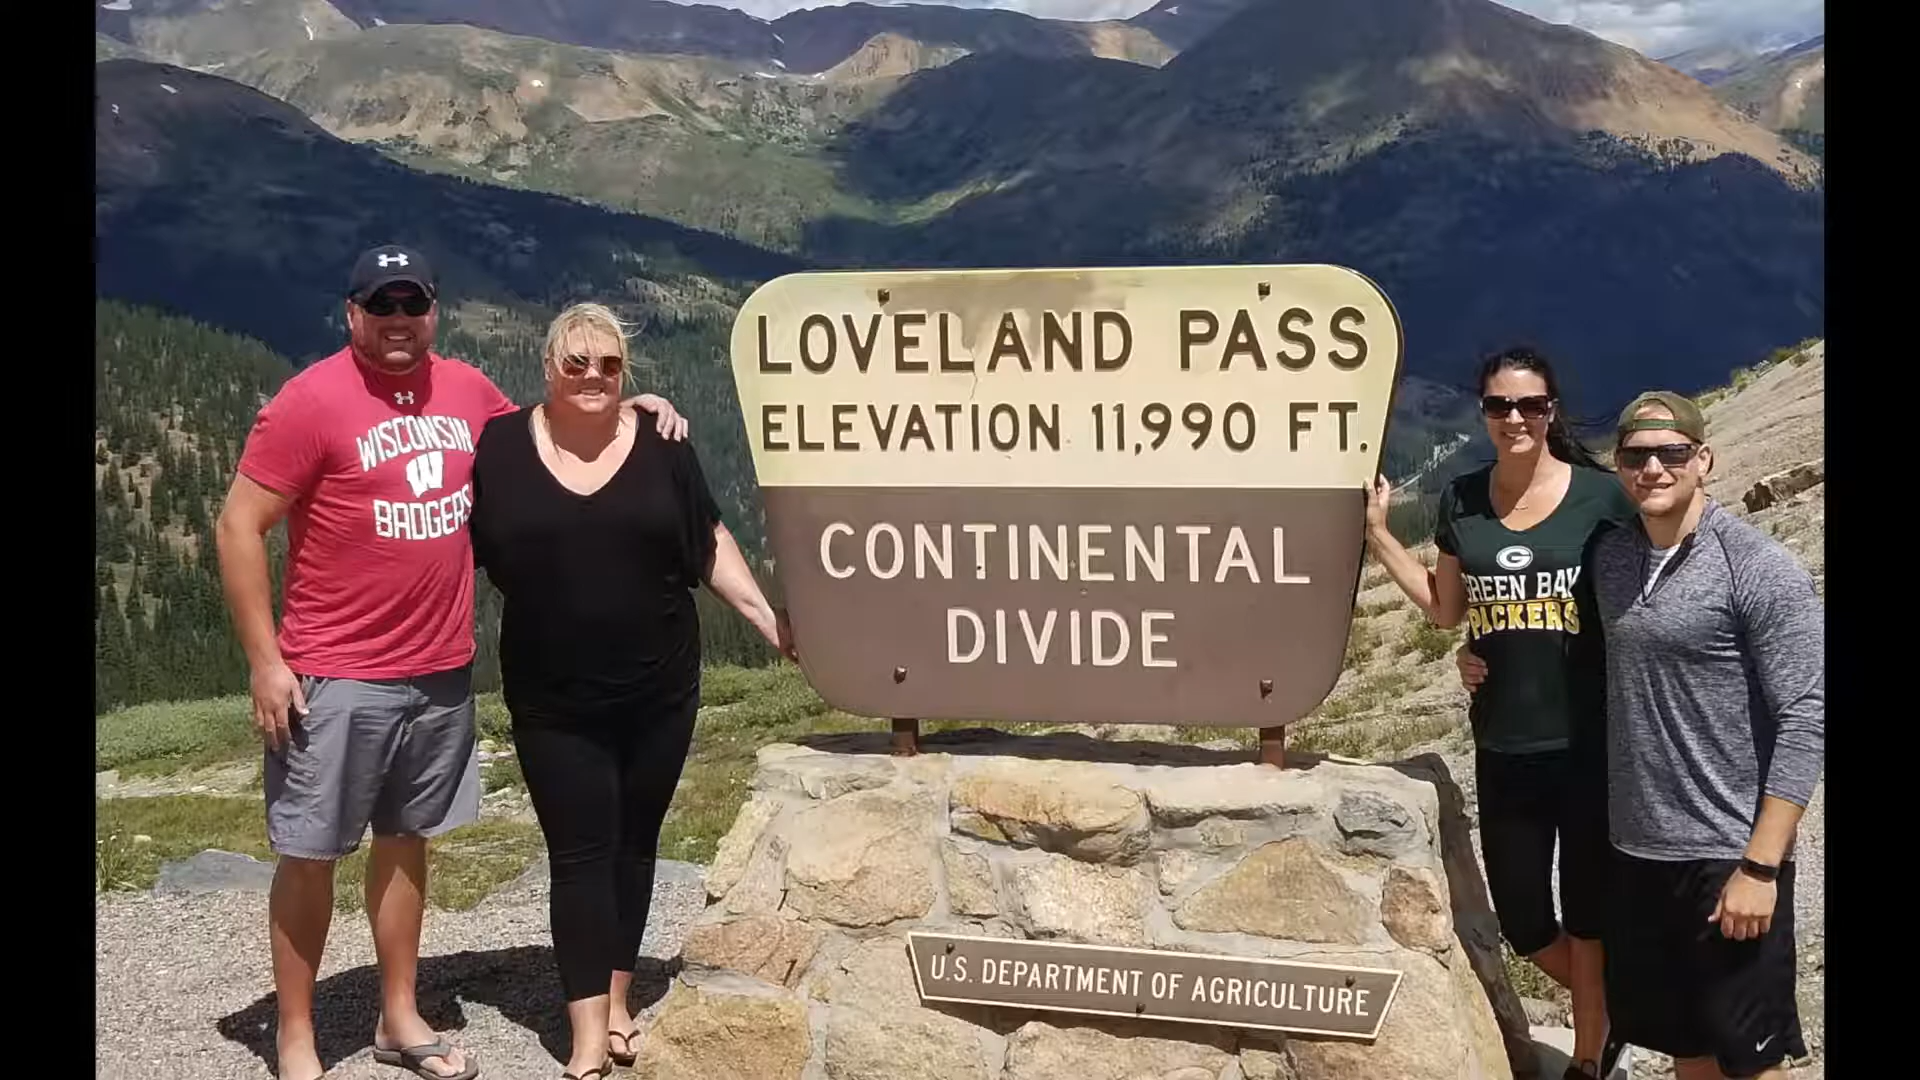 LOVELAND PASS
ELEVATION 11,990 FT.
CONTINENTAL
DIVIDE
U.S. DEPARTMENT OF AGRICULTURE
WISCONSIN
W
BADGERS
G
GREEN BAY
PACKERS